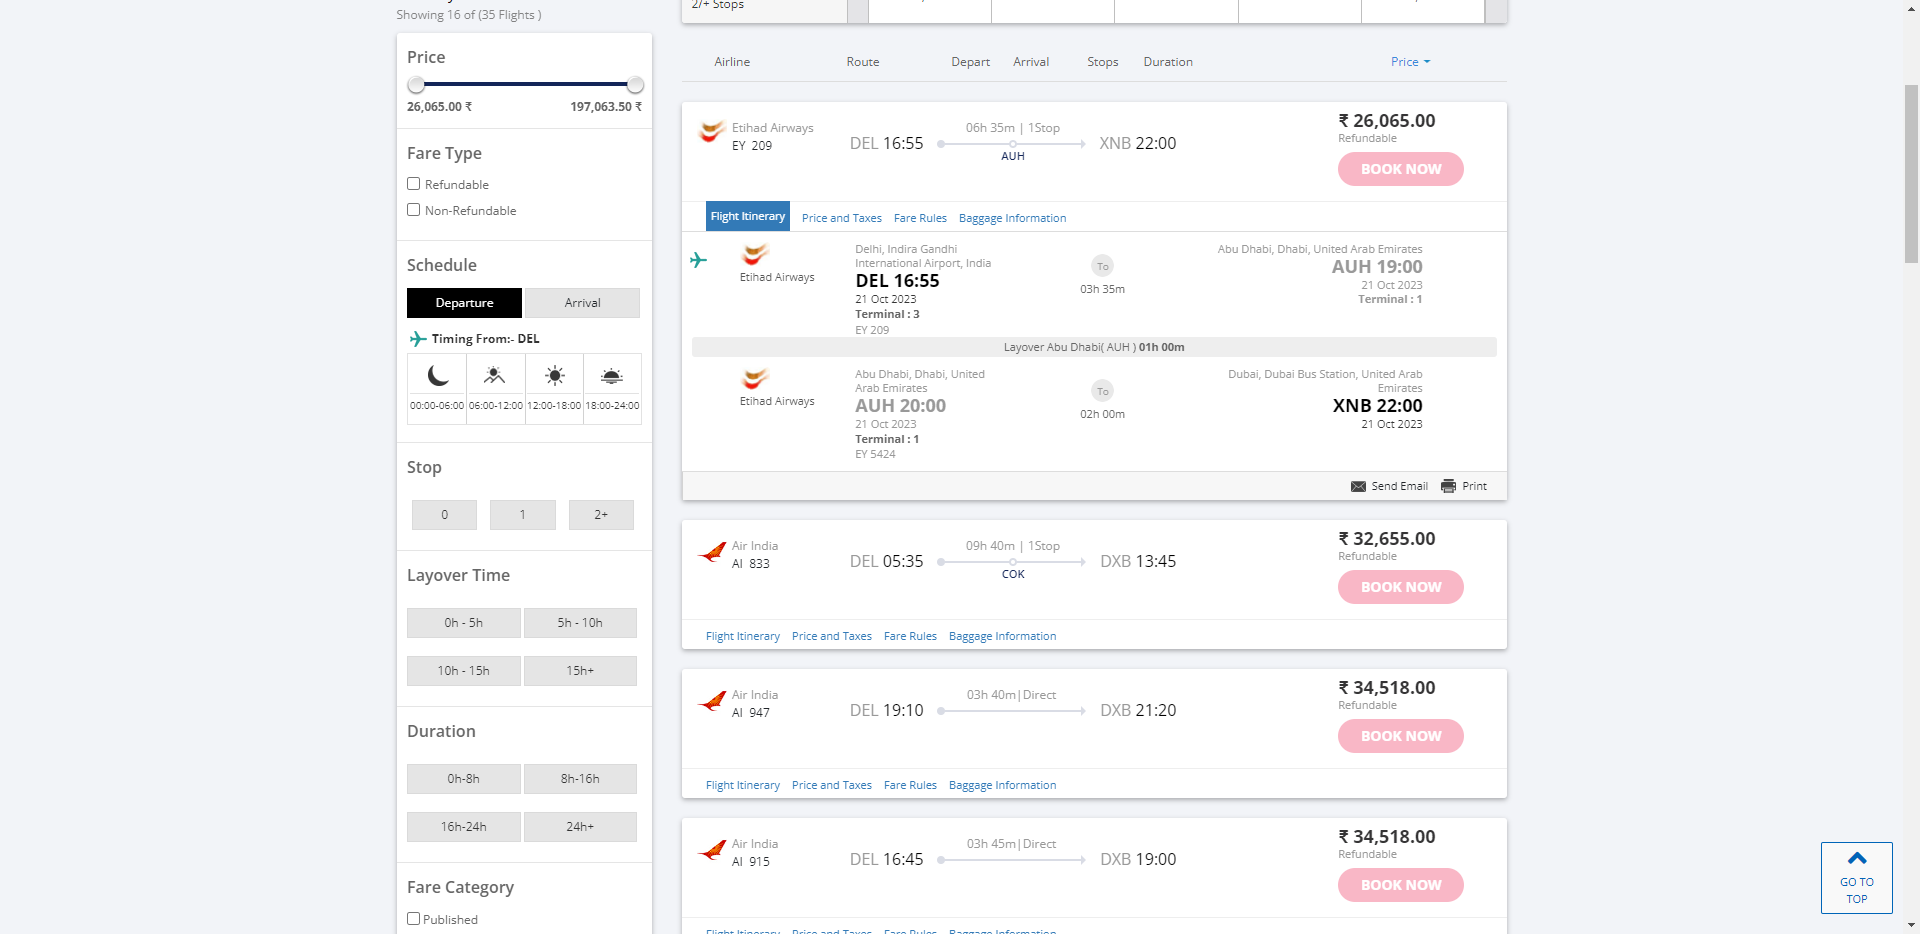 Showing 16 of (35 Flights )
Price
26,065.00 ₹ 197,063.50 ₹
Fare Type
Refundable
Non-Refundable
Schedule
Departure Arrival
Timing From:- DEL
00:00-06:00 06:00-12:00 12:00-18:00 18:00-24:00
Stop
0 1 2+
Layover Time
0h - 5h 5h - 10h
10h - 15h 15h+
Duration
0h-8h 8h-16h
16h-24h 24h+
Fare Category
Published
2/+ Stops
Airline Route Depart Arrival Stops Duration Price
Etihad Airways
EY 209
DEL 16:55
06h 35m | 1Stop
AUH
XNB 22:00
₹ 26,065.00
Refundable
BOOK NOW
Flight Itinerary Price and Taxes Fare Rules Baggage Information
Etihad Airways
Delhi, Indira Gandhi
International Airport, India
DEL 16:55
21 Oct 2023
Terminal : 3
EY 209
To
03h 35m
Abu Dhabi, Dhabi, United Arab Emirates
AUH 19:00
21 Oct 2023
Terminal : 1
Layover Abu Dhabi( AUH ) 01h 00m
Etihad Airways
Abu Dhabi, Dhabi, United
Arab Emirates
AUH 20:00
21 Oct 2023
Terminal : 1
EY 5424
To
02h 00m
Dubai, Dubai Bus Station, United Arab
Emirates
XNB 22:00
21 Oct 2023
Send Email Print
Air India
AI 833
DEL 05:35
09h 40m | 1Stop
COK
DXB 13:45
₹ 32,655.00
Refundable
BOOK NOW
Flight Itinerary Price and Taxes Fare Rules Baggage Information
Air India
AI 947
DEL 19:10
03h 40m|Direct
DXB 21:20
₹ 34,518.00
Refundable
BOOK NOW
Flight Itinerary Price and Taxes Fare Rules Baggage Information
Air India
AI 915
DEL 16:45
03h 45m|Direct
DXB 19:00
₹ 34,518.00
Refundable
BOOK NOW
Flight Itinerary Price and Taxes Fare Rules Baggage Information
GO TO
TOP